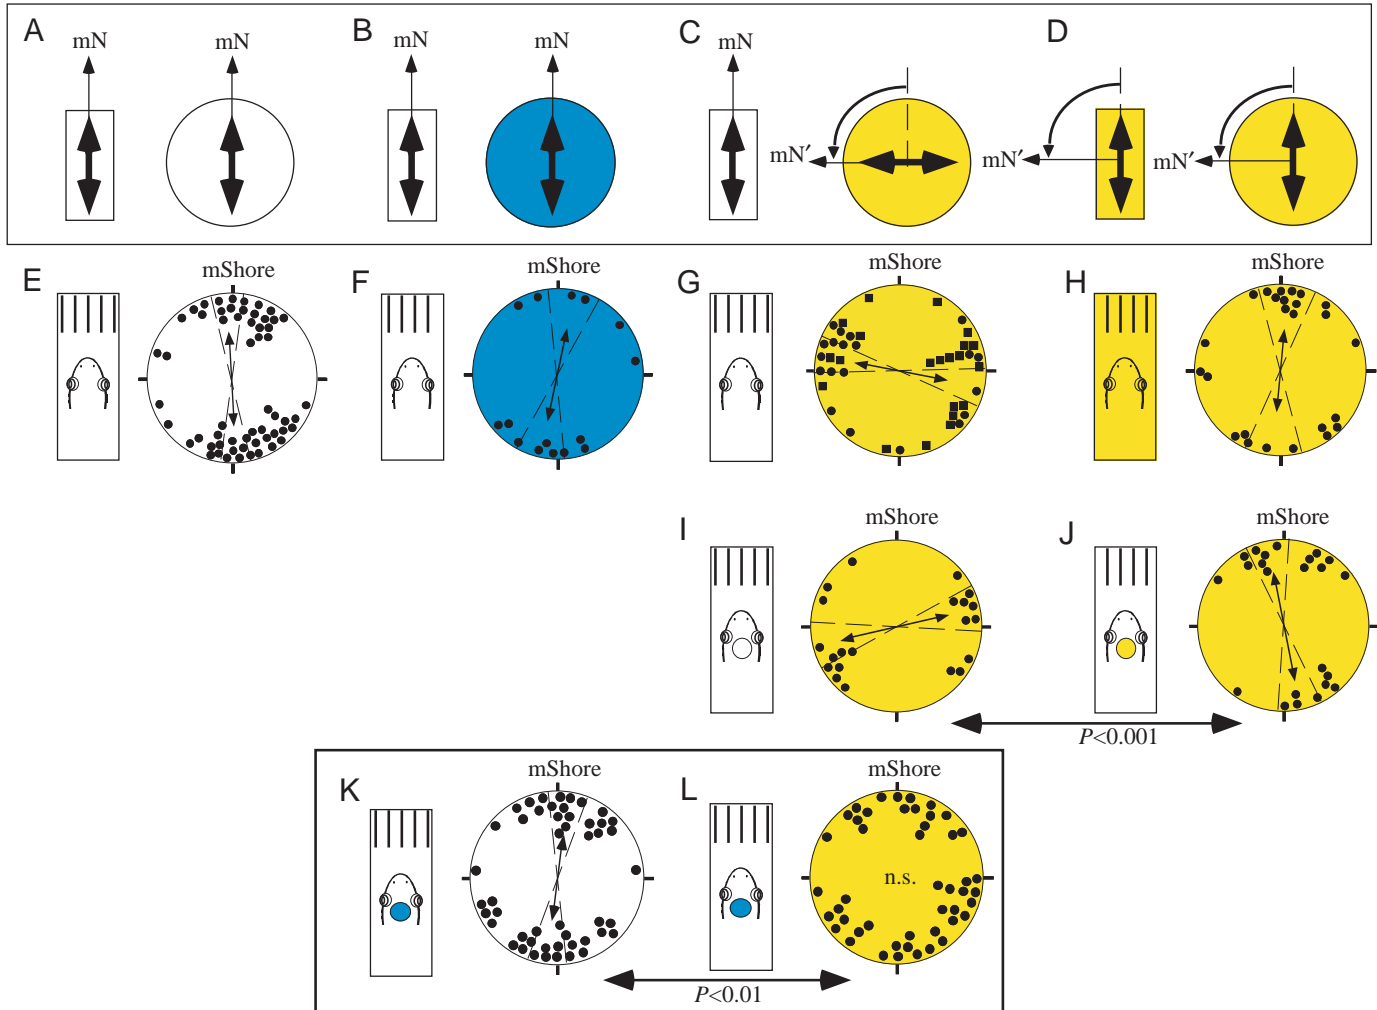 A
B
C
D
mN
mN
mN
mN
mN
mN′
mN′
mN′
E
mShore
F
mShore
G
mShore
H
mShore
I
mShore
J
mShore
P<0.001
K
mShore
L
mShore
n.s.
P<0.01